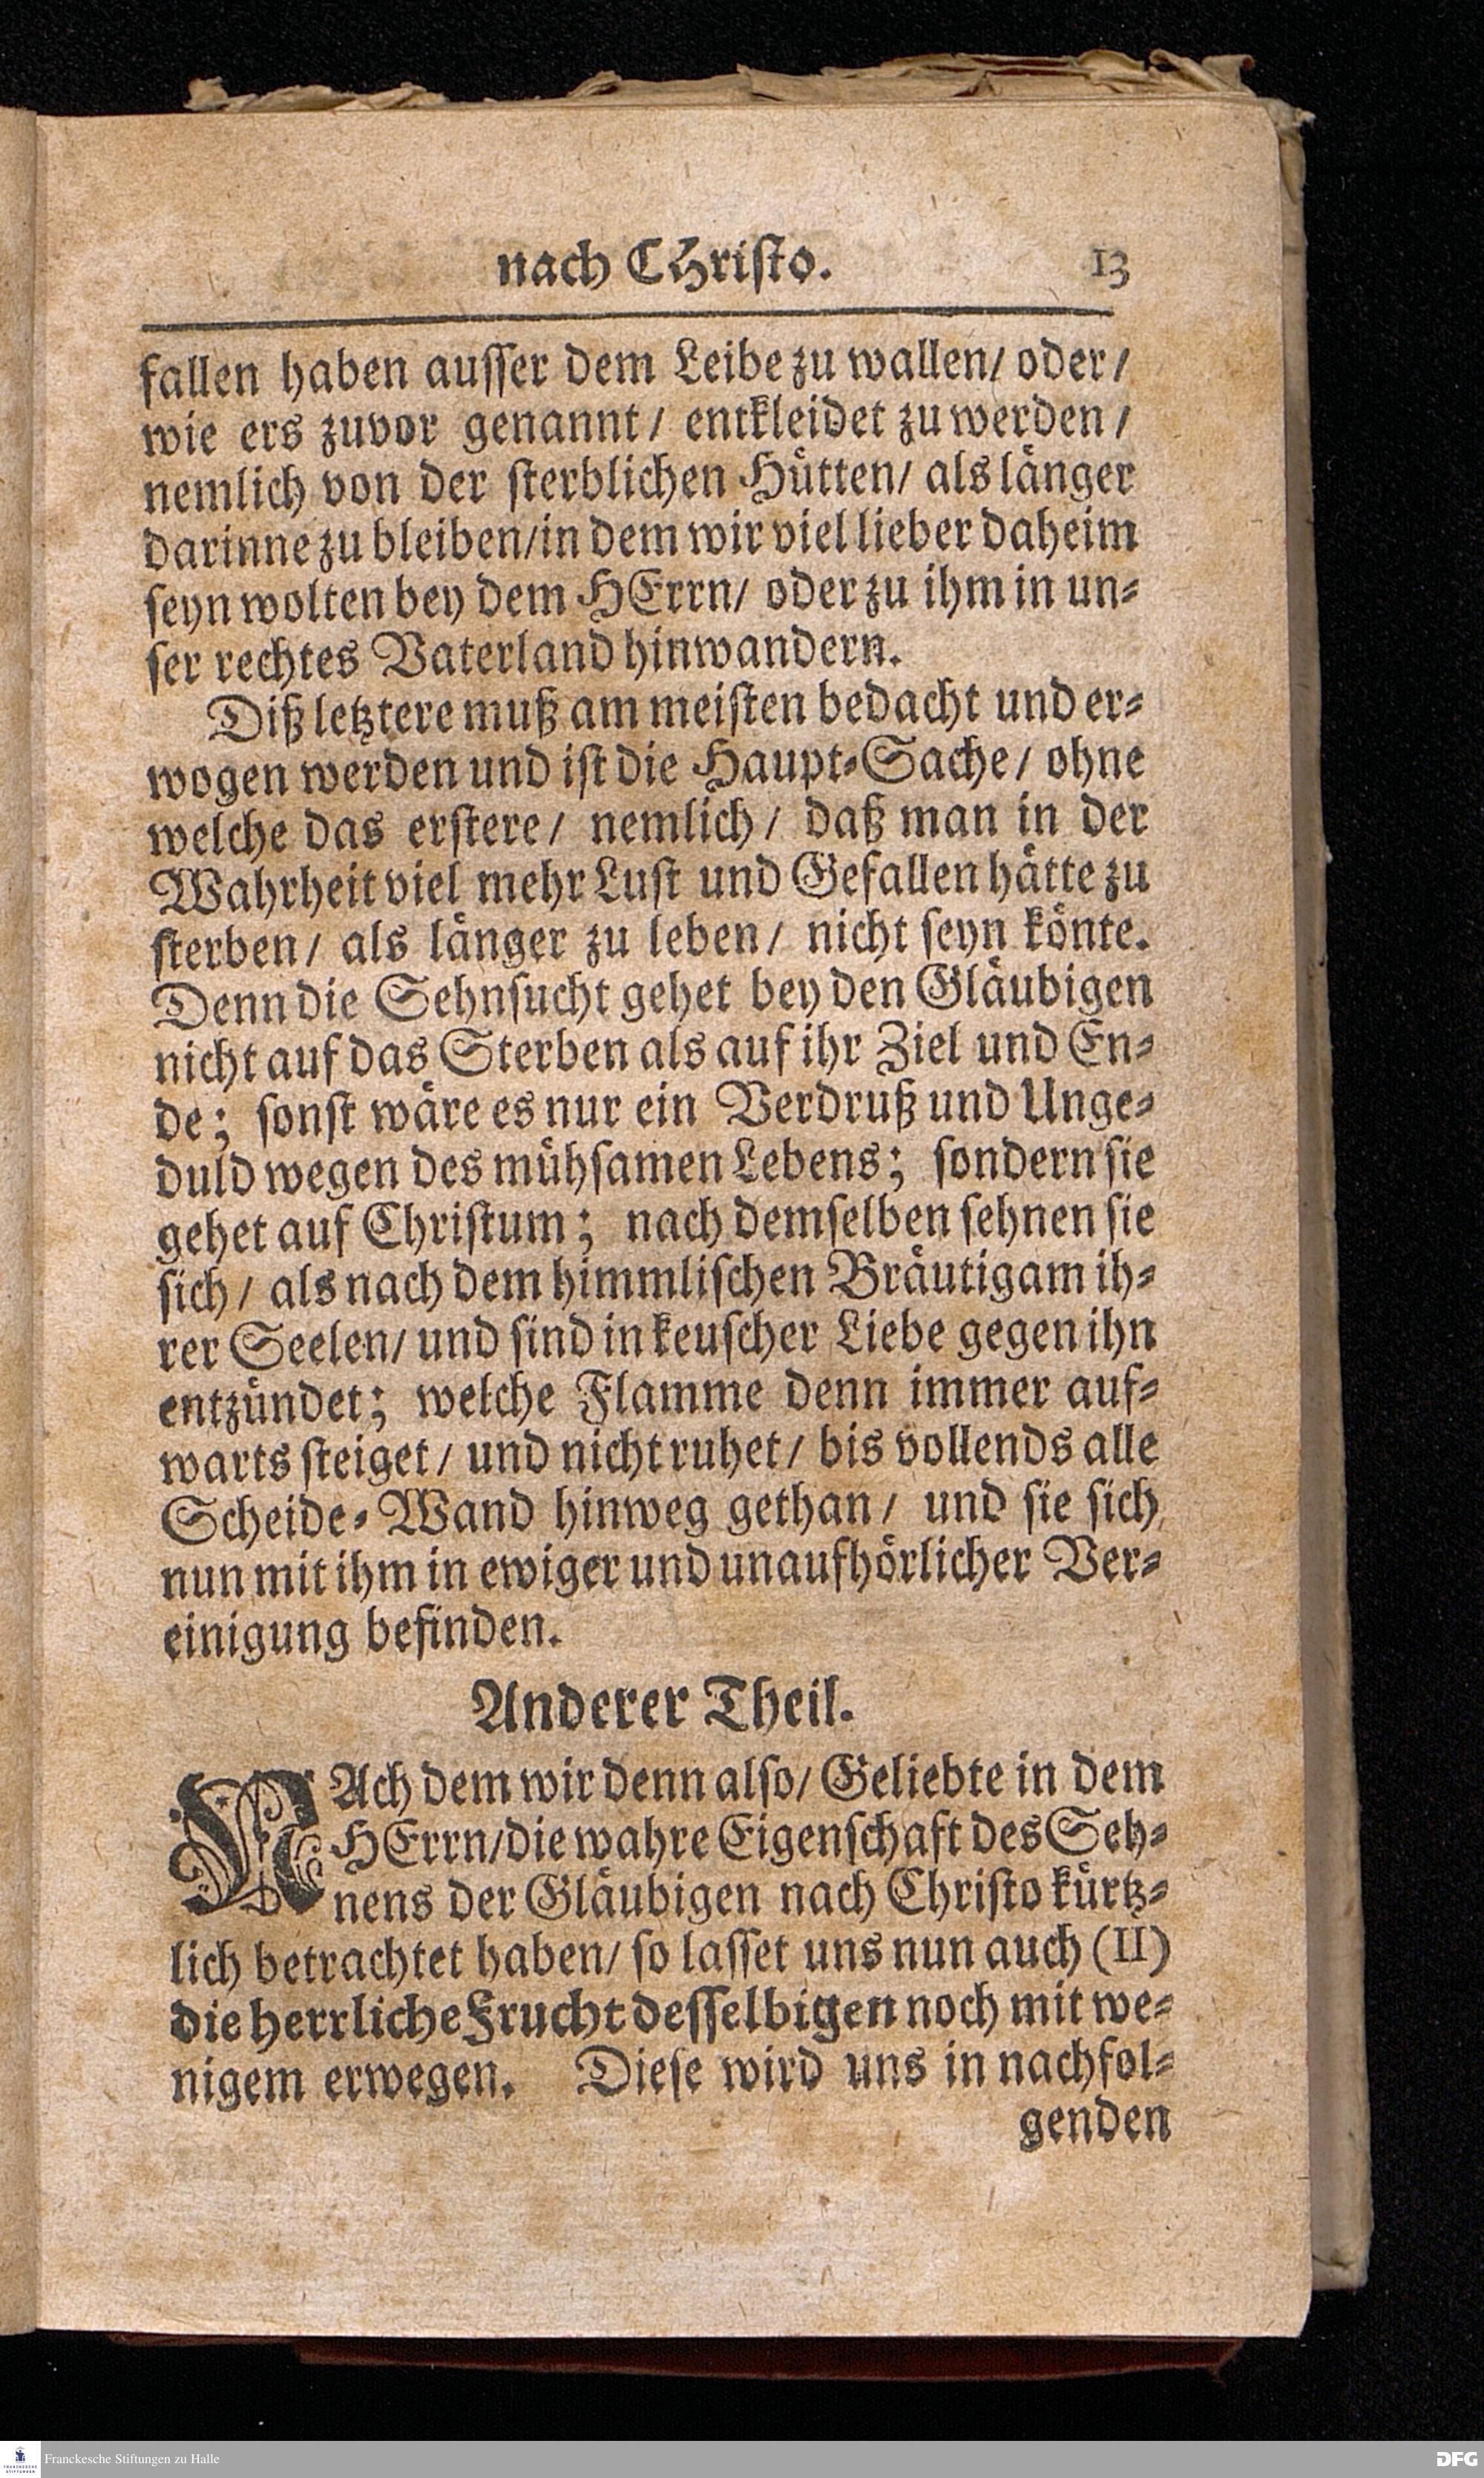 nach CHristo. 13
fallen haben ausser dem Leibe zu wallen/ oder/
wie ers zuvor genannt/ entkleidet zu werden/
nemlich von der sterblichen Hütten/ als länger
darinne zu bleiben/in dem wir viel lieber daheim
seyn wolten bey dem HErrn/ oder zu ihm in un-
ser rechtes Vaterland hinwandern.
Diß letztere muß am meisten bedacht und er-
wogen werden und ist die Haupt-Sache/ ohne
welche das erstere/ nemlich/ daß man in der
Wahrheit viel mehr Lust und Gefallen hätte zu
sterben/ als länger zu leben/ nicht seyn könte.
Denn die Sehnsucht gehet bey den Gläubigen
nicht auf das Sterben als auf ihr Ziel und En-
de; sonst wäre es nur ein Verdruß und Unge-
duld wegen des mühsamen Lebens; sondern sie
gehet auf Christum; nach demselben sehnen sie
sich/ als nach dem himmlischen Bräutigam ih-
rer Seelen/ und sind in keuscher Liebe gegen ihn
entzündet; welche Flamme denn immer auf-
warts steiget/ und nicht ruhet/ bis vollends alle
Scheide-Wand hinweg gethan/ und sie sich
nun mit ihm in ewiger und unaufhörlicher Ver-
einigung befinden.
Anderer Theil.
NAch dem wir denn also/ Geliebte in dem
HErrn/die wahre Eigenschaft des Seh-
nens der Gläubigen nach Christo kürtz-
lich betrachtet haben/ so lasset uns nun auch (II)
die herrliche Frucht desselbigen noch mit we-
nigem erwegen. Diese wird uns in nachfol-
genden
Franckesche Stiftungen zu Halle
DFG